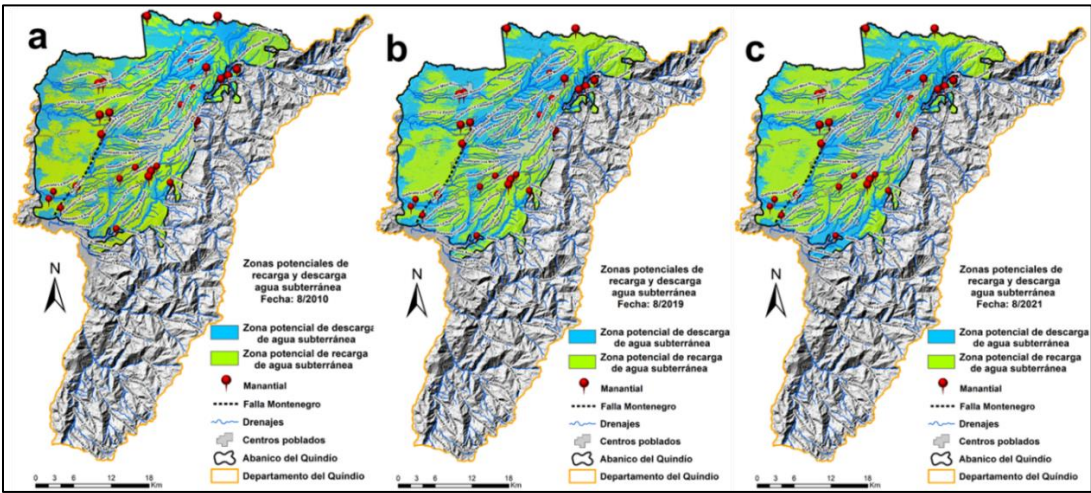 a
N
Zonas potenciales de
recarga y descarga
agua subterránea
Fecha: 8/2010
Zona potencial de descarga
de agua subterránea
Zona potencial de recarga
de agua subterránea
Manantial
Falla Montenegro
Drenajes
Centros poblados
Abanico del Quindío
Departamento del Quindío
0 3 6 12 18
Km
b
N
Zonas potenciales de
recarga y descarga
agua subterránea
Fecha: 8/2019
Zona potencial de descarga
de agua subterránea
Zona potencial de recarga
de agua subterránea
Manantial
Falla Montenegro
Drenajes
Centros poblados
Abanico del Quindío
Departamento del Quindío
0 3 6 12 18
Km
c
N
Zonas potenciales de
recarga y descarga
agua subterránea
Fecha: 8/2021
Zona potencial de descarga
de agua subterránea
Zona potencial de recarga
de agua subterránea
Manantial
Falla Montenegro
Drenajes
Centros poblados
Abanico del Quindío
Departamento del Quindío
0 3 6 12 18
Km